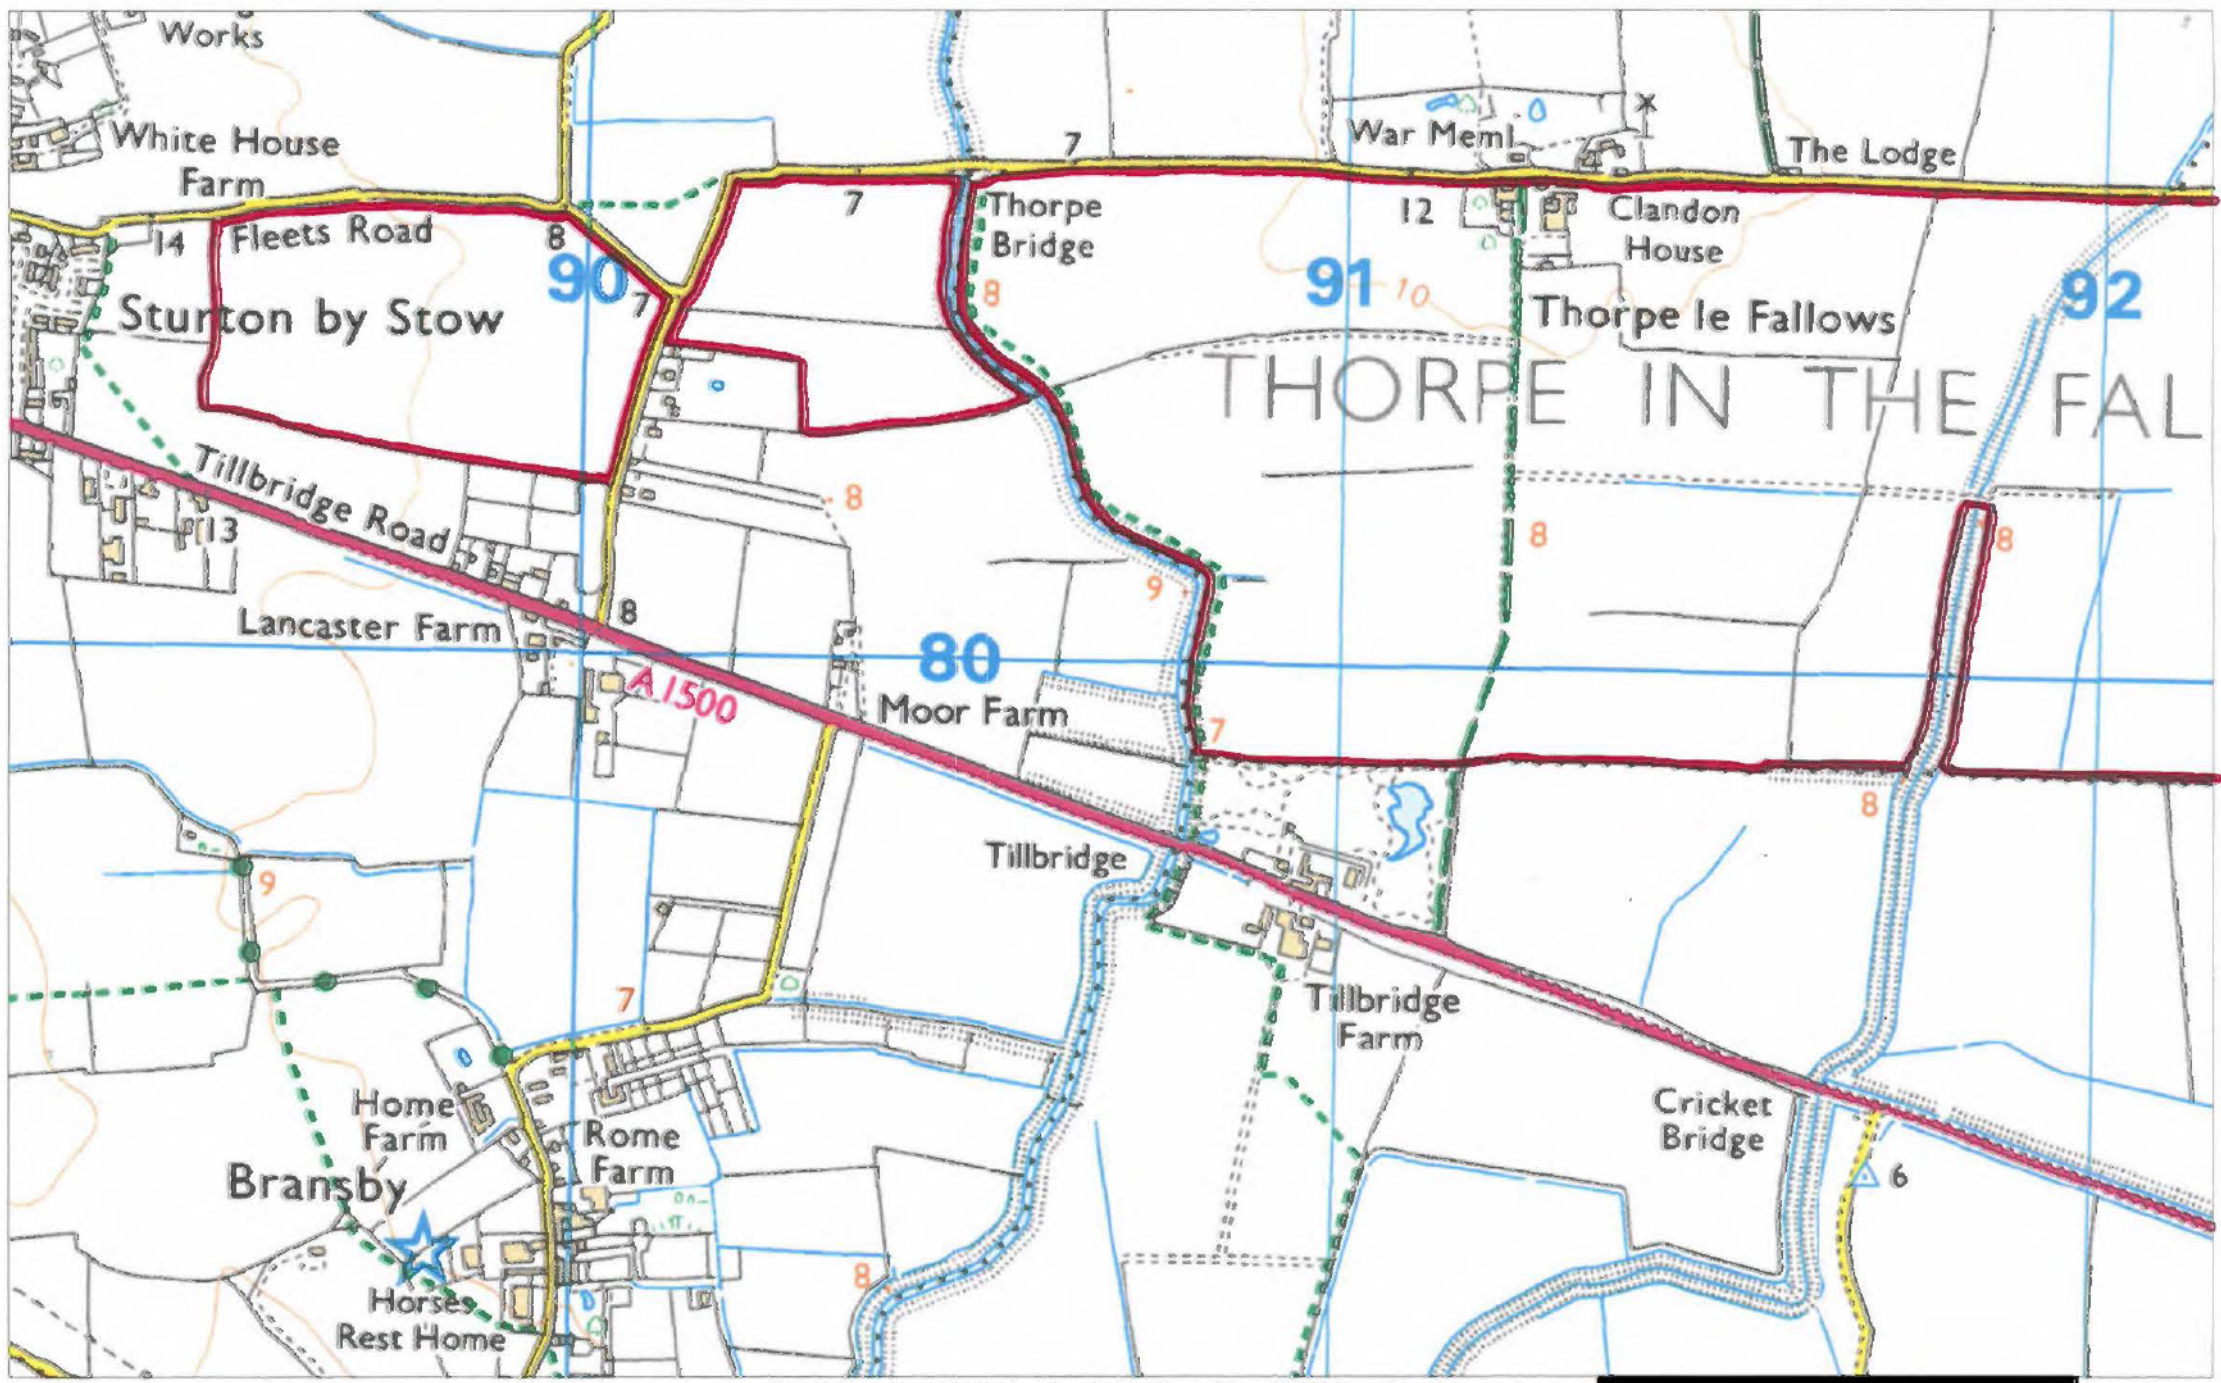 Works
White House
Farm
7
War Meml
The Lodge
14
Fleets Road
8
7
Thorpe
Bridge
12
Clandon
House
90
7
8
91
10
92
Sturton by Stow
Thorpe le Fallows
THORPE IN THE FAL
Tillbridge Road
8
13
8
8
9
Lancaster Farm
8
80
A1500
Moor Farm
7
8
Tillbridge
9
7
Tillbridge
Farm
Home
Farm
Rome
Farm
Cricket
Bridge
Bransby
6
8
Horses
Rest Home